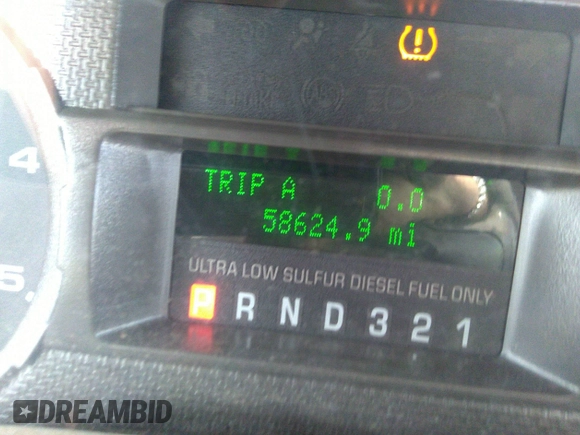 4
5
TRIP A 0.0
58624.9 mi
ULTRA LOW SULFUR DIESEL FUEL ONLY
P R N D 3 2 1
DREAMBID